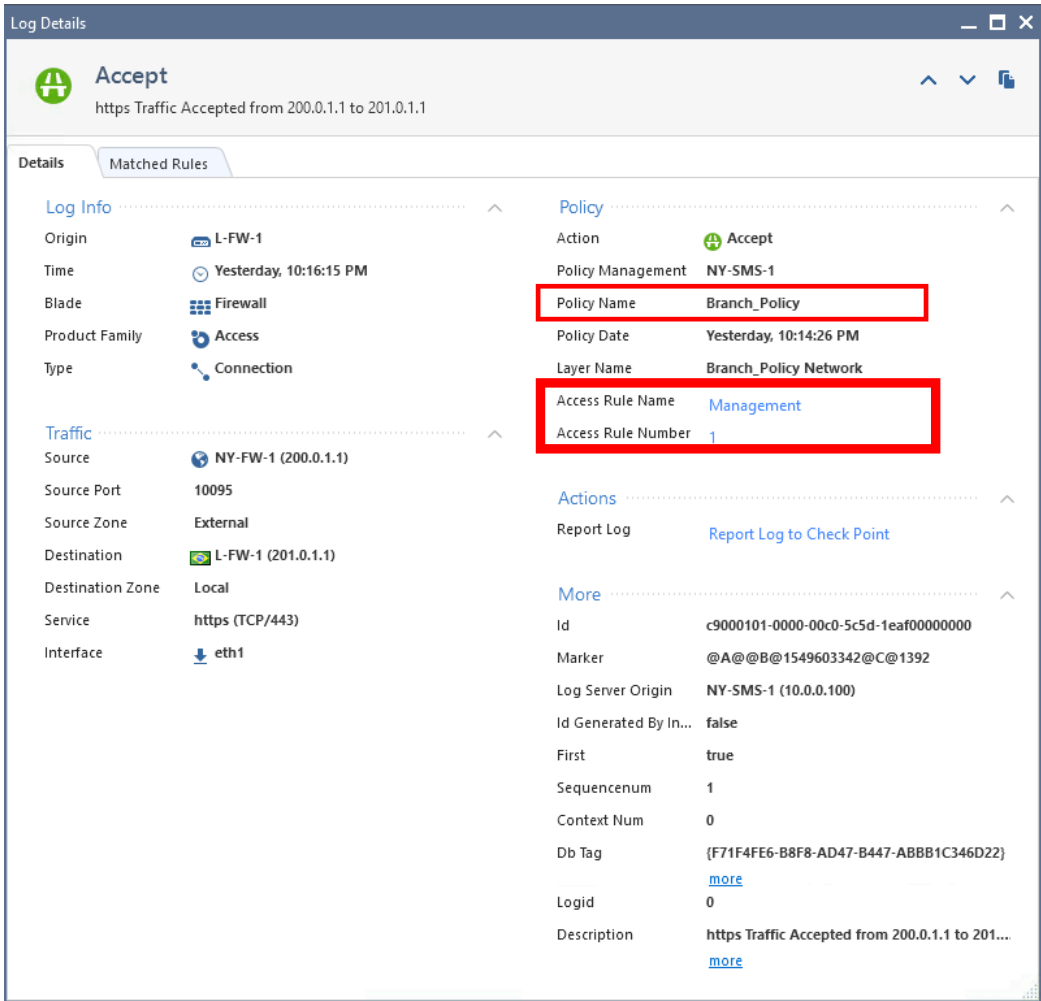 Log Details
Accept
https Traffic Accepted from 200.0.1.1 to 201.0.1.1
Details
Matched Rules
Log Info
Origin L-FW-1
Time Yesterday, 10:16:15 PM
Blade Firewall
Product Family Access
Type Connection
Traffic
Source NY-FW-1 (200.0.1.1)
Source Port 10095
Source Zone External
Destination L-FW-1 (201.0.1.1)
Destination Zone Local
Service https (TCP/443)
Interface eth1
Policy
Action Accept
Policy Management NY-SMS-1
Policy Name Branch_Policy
Policy Date Yesterday, 10:14:26 PM
Layer Name Branch_Policy Network
Access Rule Name Management
Access Rule Number 1
Actions
Report Log Report Log to Check Point
More
Id c9000101-0000-00c0-5c5d-1eaf00000000
Marker @A@@B@1549603342@C@1392
Log Server Origin NY-SMS-1 (10.0.0.100)
Id Generated By In... false
First true
Sequencenum 1
Context Num 0
Db Tag {F71F4FE6-B8F8-AD47-B447-ABBB1C346D22}
more
Logid 0
Description https Traffic Accepted from 200.0.1.1 to 201....
more